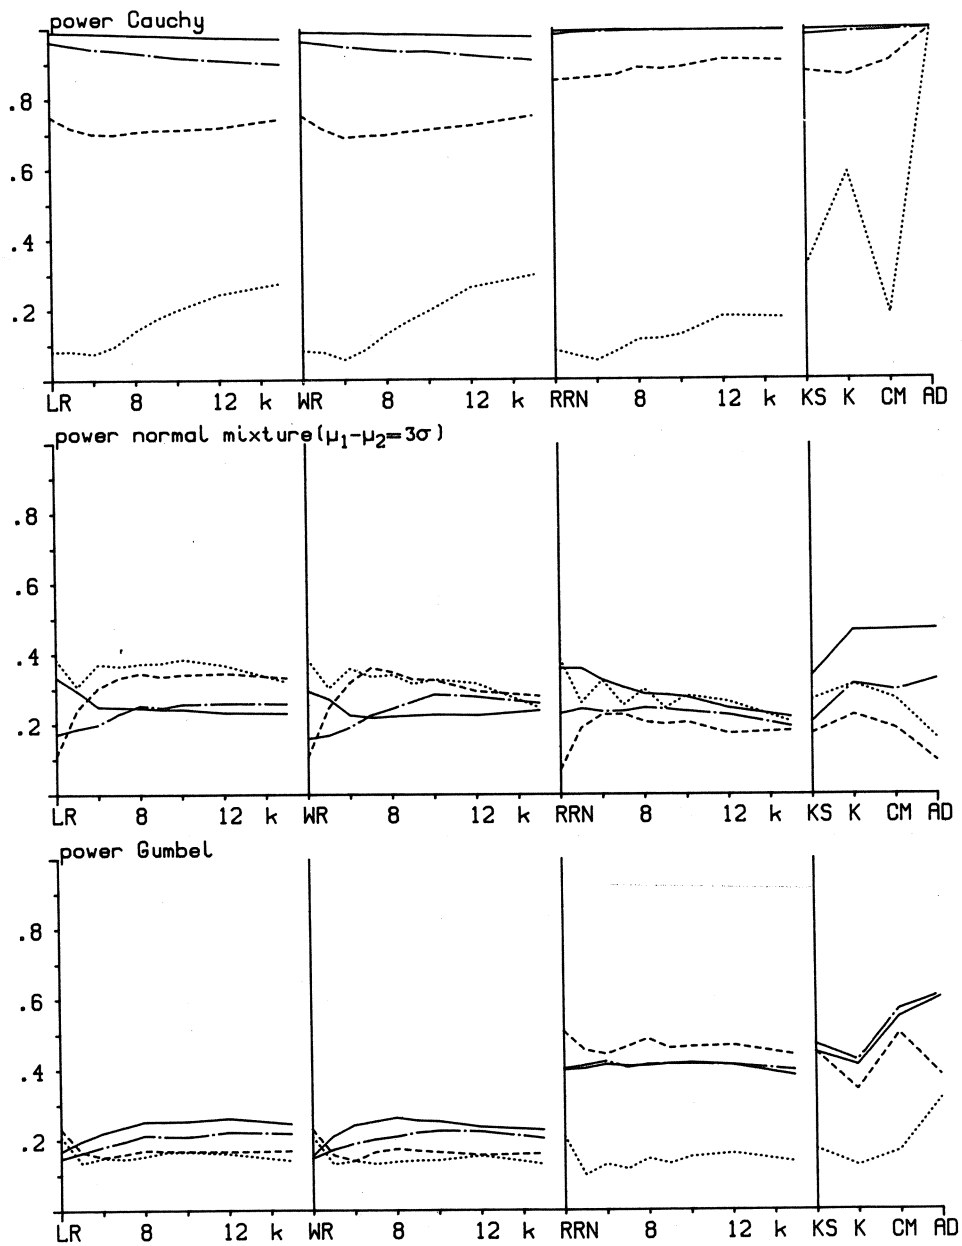 power Cauchy
.8
.6
.4
.2
LR 8 12 k WR 8 12 k RRN 8 12 k KS K CM AD
power normal mixture(μ₁-μ₂=3σ)
.8
.6
.4
.2
LR 8 12 k WR 8 12 k RRN 8 12 k KS K CM AD
power Gumbel
.8
.6
.4
.2
LR 8 12 k WR 8 12 k RRN 8 12 k KS K CM AD